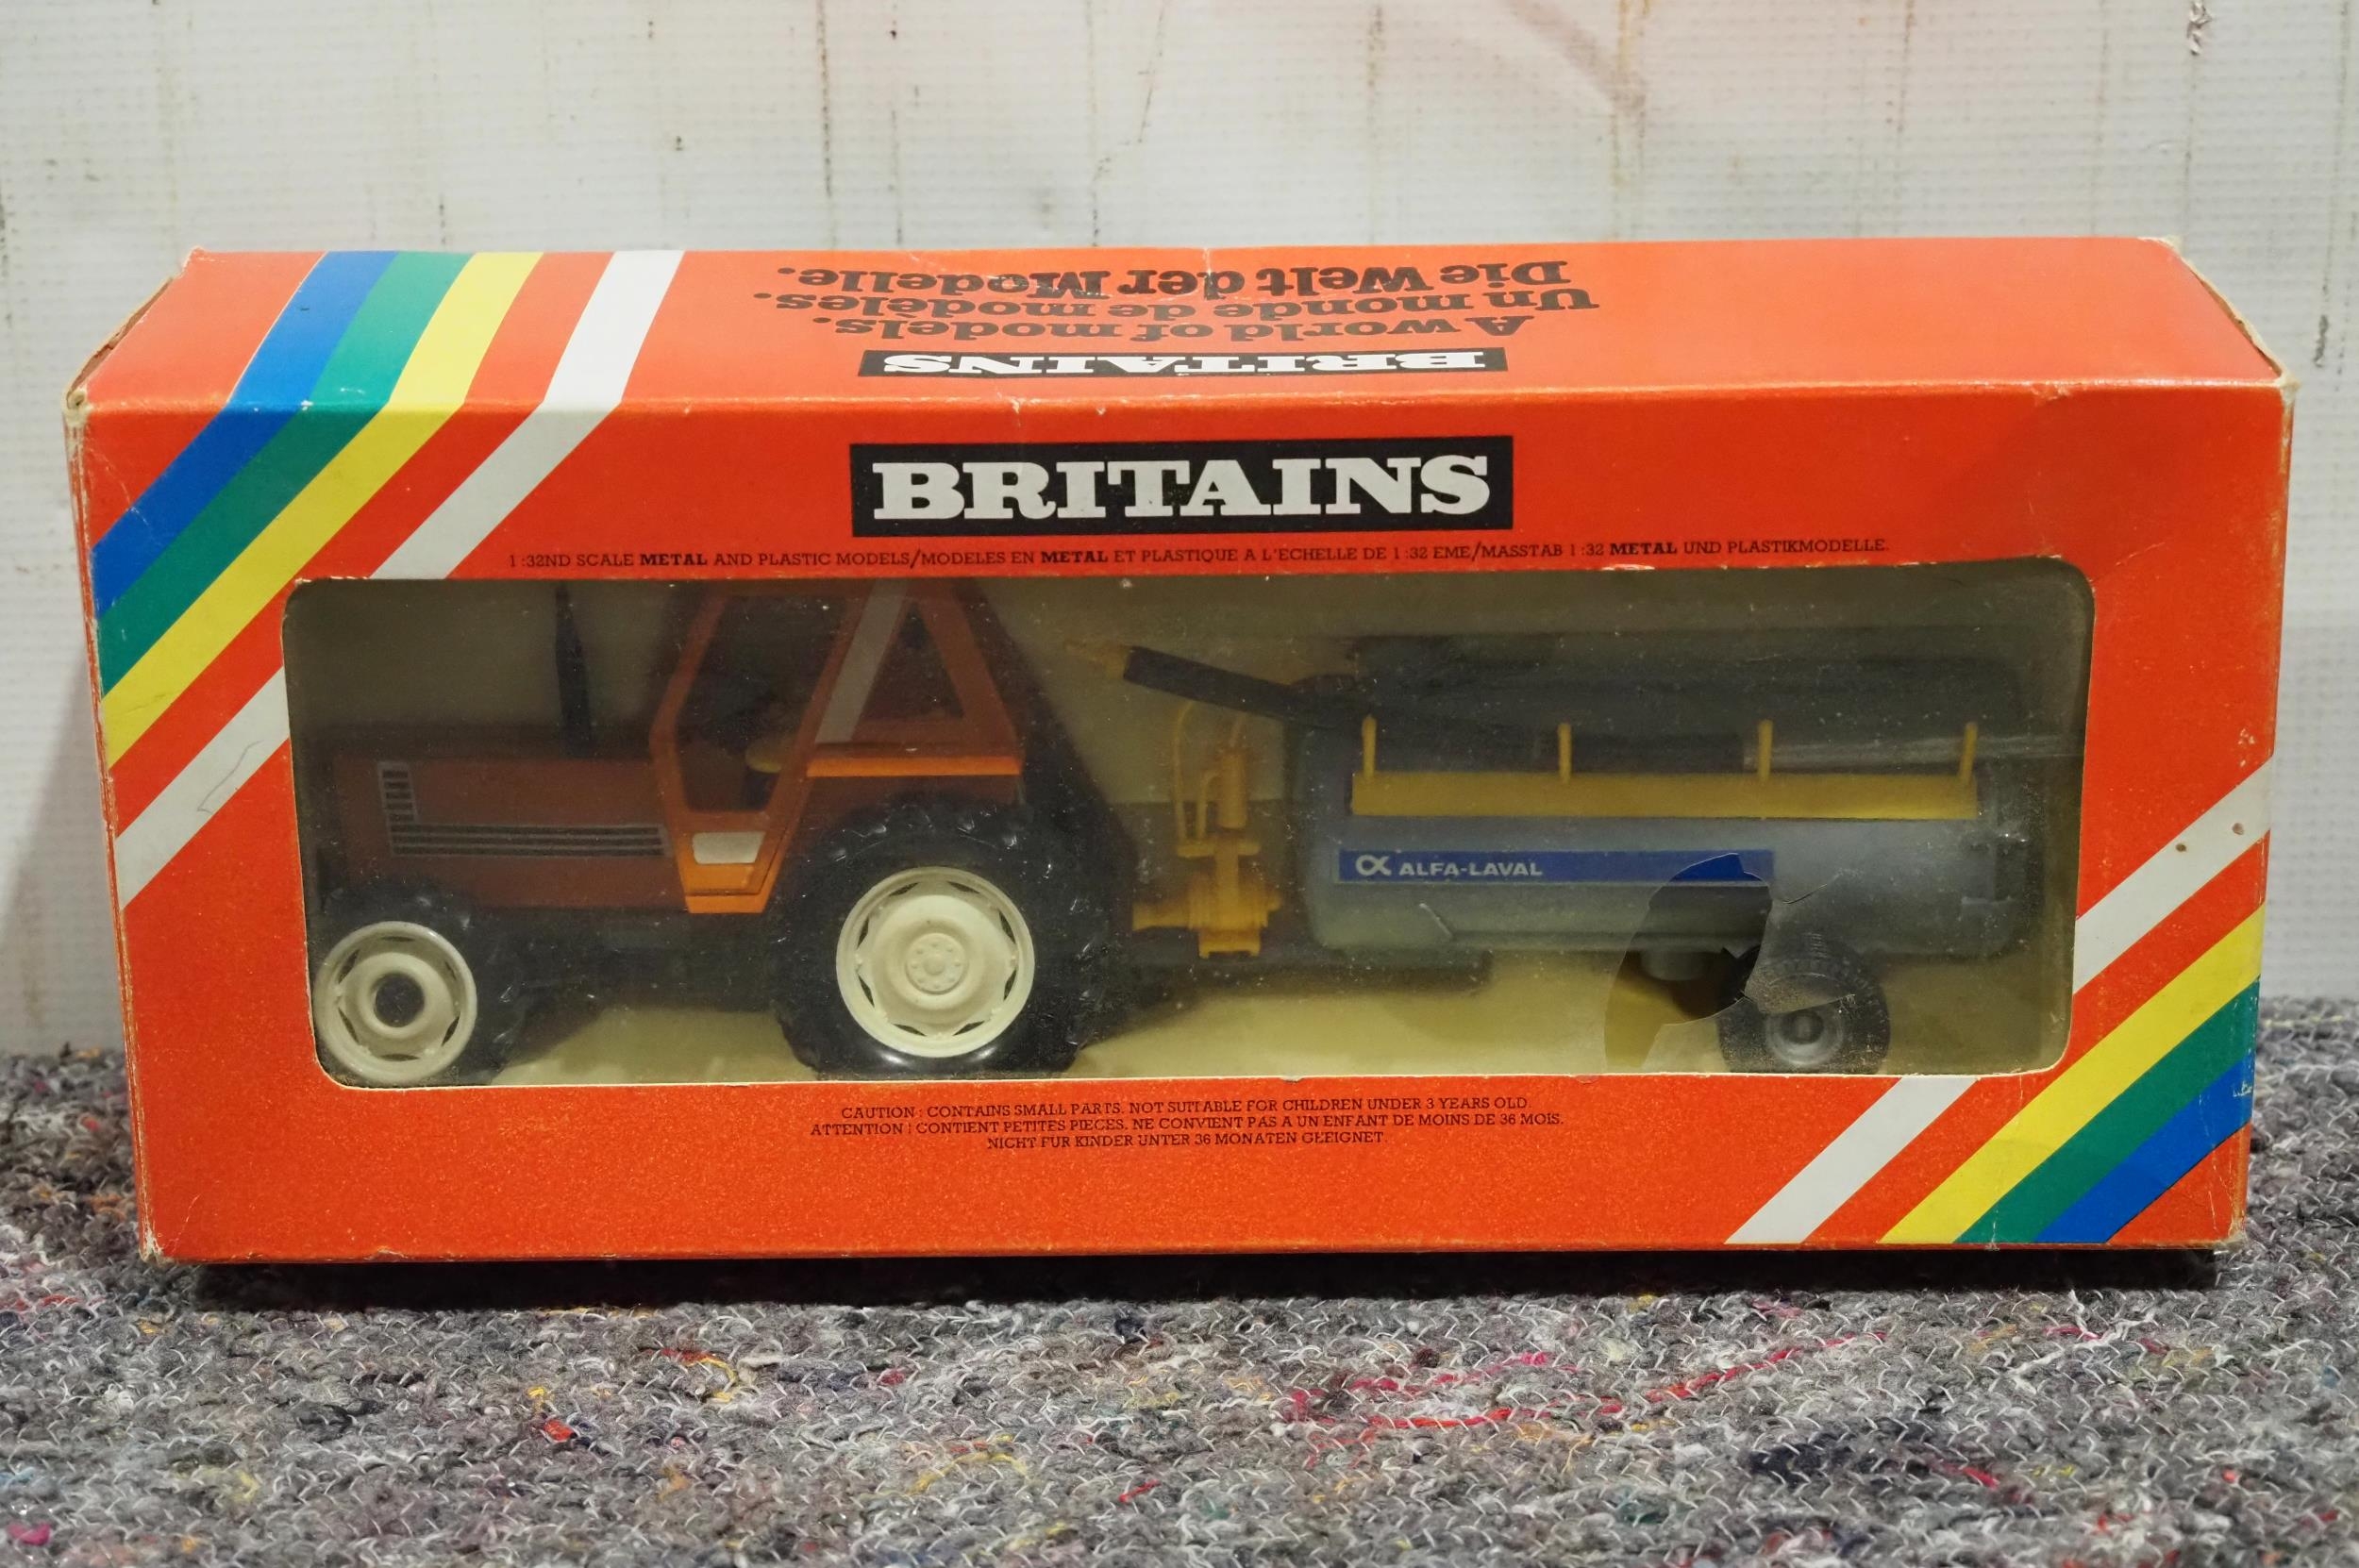 Die Welt der Modelle.
Un monde de modèles.
A world of models.
BRITAINS
BRITAINS
1:32ND SCALE METAL AND PLASTIC MODELS/MODELES EN METAL ET PLASTIQUE A L'ECHELLE DE 1:32 EME/MASSTAB 1:32 METAL UND PLASTIKMODELLE.
ALFA-LAVAL
CAUTION: CONTAINS SMALL PARTS. NOT SUITABLE FOR CHILDREN UNDER 3 YEARS OLD.
ATTENTION: CONTIENT PETITES PIECES. NE CONVIENT PAS A UN ENFANT DE MOINS DE 36 MOIS.
NICHT FUR KINDER UNTER 36 MONATEN GEEIGNET.